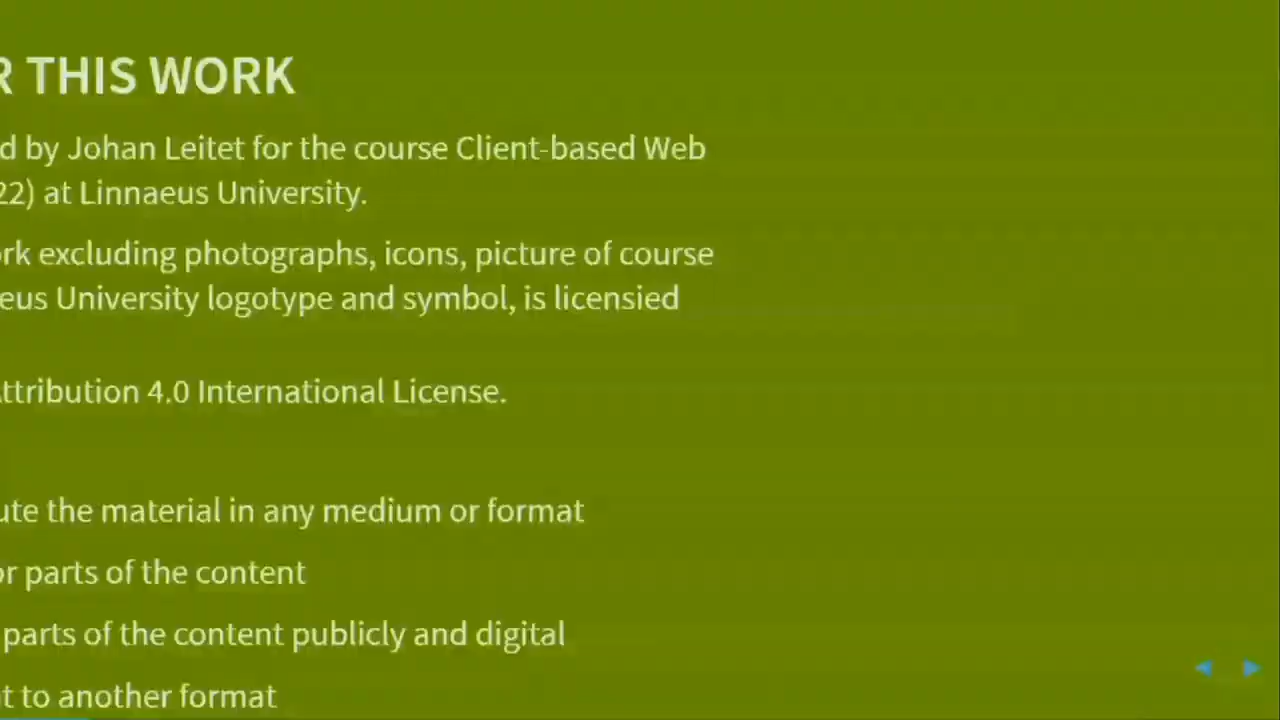 R THIS WORK
d by Johan Leitet for the course Client-based Web
22) at Linnaeus University.
ork excluding photographs, icons, picture of course
eus University logotype and symbol, is licensied
Attribution 4.0 International License.
ute the material in any medium or format
or parts of the content
parts of the content publicly and digital
t to another format